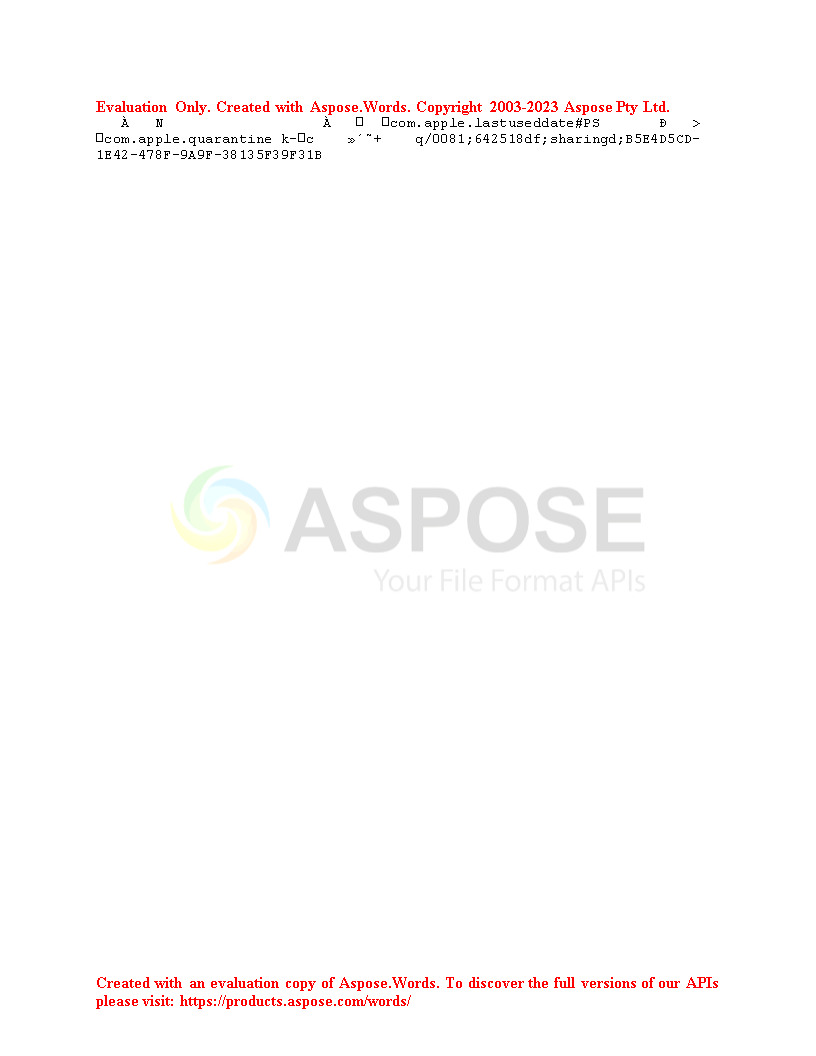 Evaluation Only. Created with Aspose.Words. Copyright 2003-2023 Aspose Pty Ltd.
À N À □ □com.apple.lastuseddate#PS Ð >
□com.apple.quarantine k-□c »´˜+ q/0081;642518df;sharingd;B5E4D5CD-
1E42-478F-9A9F-38135F39F31B
ASPOSE
Your File Format APIs
Created with an evaluation copy of Aspose.Words. To discover the full versions of our APIs
please visit: https://products.aspose.com/words/